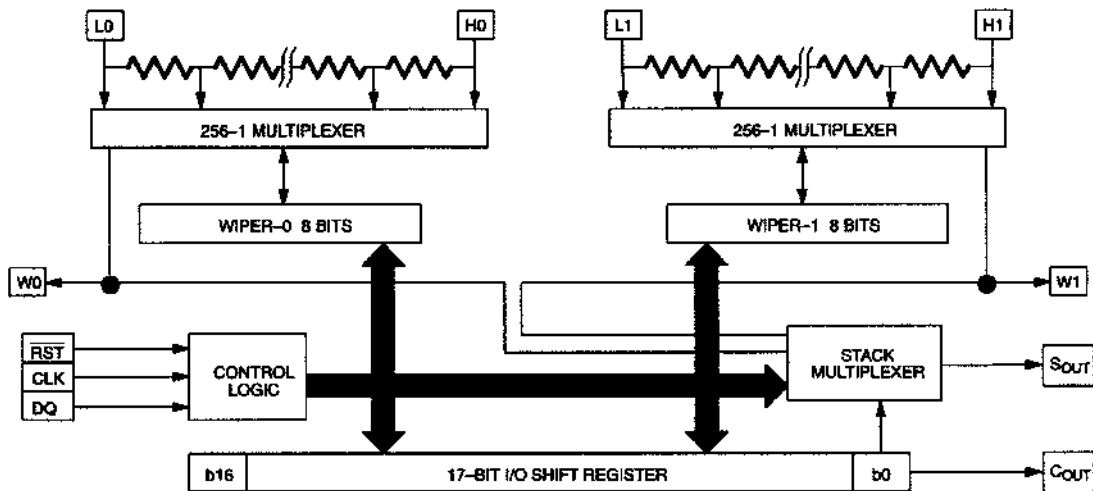 L0
H0
L1
H1
256–1 MULTIPLEXER
256–1 MULTIPLEXER
WIPER–0 8 BITS
WIPER–1 8 BITS
W0
W1
RST
CLK
DQ
CONTROL
LOGIC
STACK
MULTIPLEXER
SOUT
b16
17–BIT I/O SHIFT REGISTER
b0
COUT